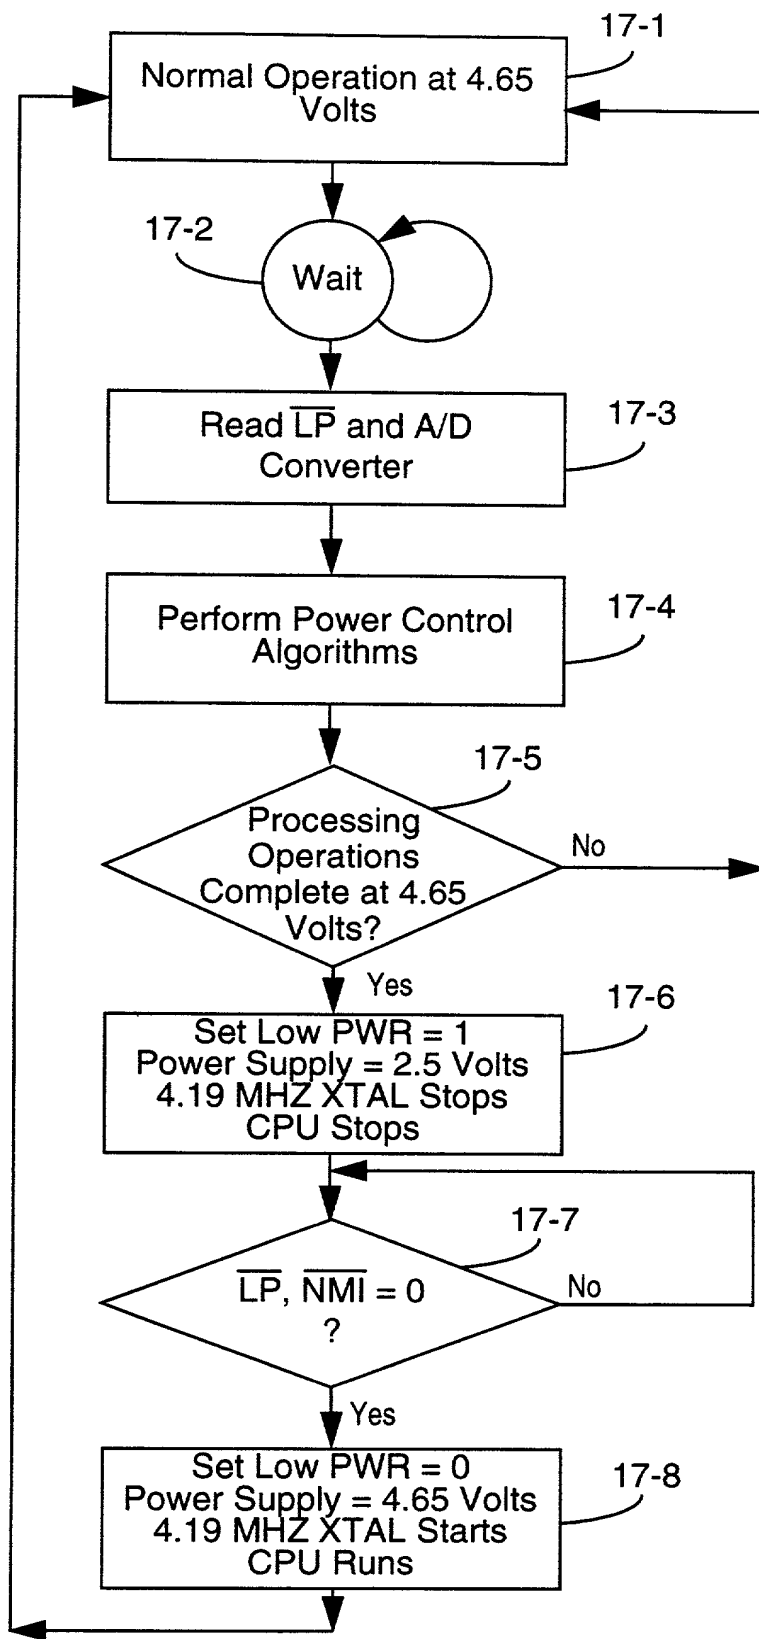 17-1
Normal Operation at 4.65
Volts
17-2
Wait
Read L̅P̅ and A/D
Converter
17-3
Perform Power Control
Algorithms
17-4
17-5
Processing
Operations
Complete at 4.65
Volts?
No
Yes
17-6
Set Low PWR = 1
Power Supply = 2.5 Volts
4.19 MHZ XTAL Stops
CPU Stops
17-7
L̅P̅, N̅M̅I̅ = 0
?
No
Yes
Set Low PWR = 0
Power Supply = 4.65 Volts
4.19 MHZ XTAL Starts
CPU Runs
17-8